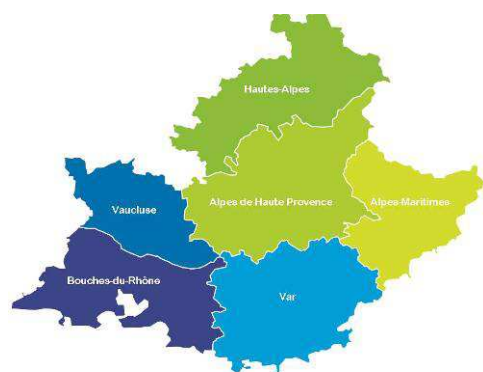 Hautes-Alpes
Alpes de Haute Provence
Alpes-Maritimes
Vaucluse
Bouches-du-Rhône
Var